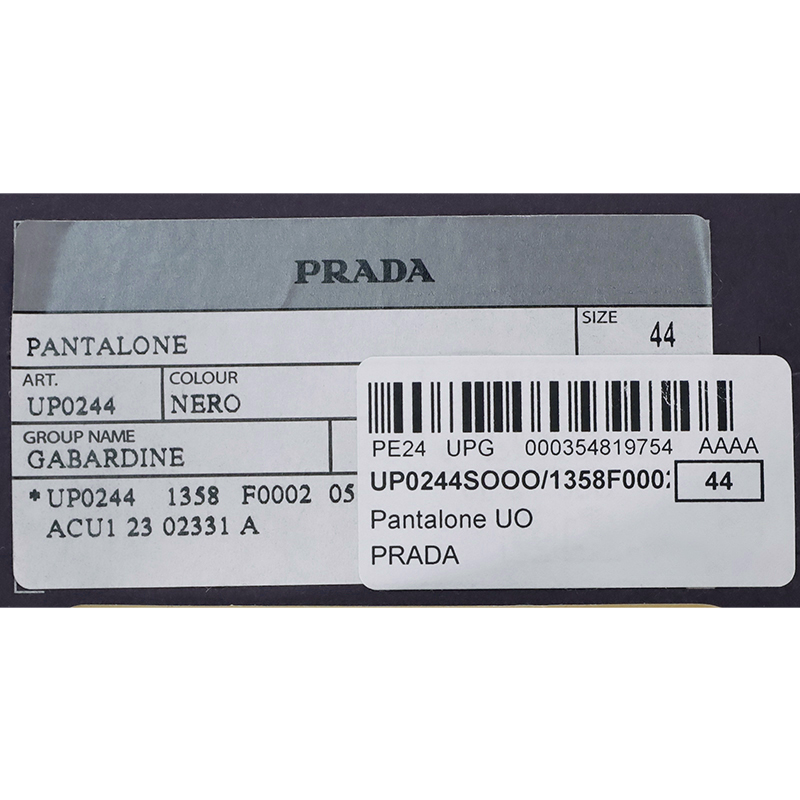 PRADA
SIZE
PANTALONE 44
ART. COLOUR
UP0244 NERO
GROUP NAME
GABARDINE
*UP0244 1358 F0002 05
ACU1 23 02331 A
PE24 UPG 000354819754 AAAA
UP0244SOOO/1358F000 44
Pantalone UO
PRADA